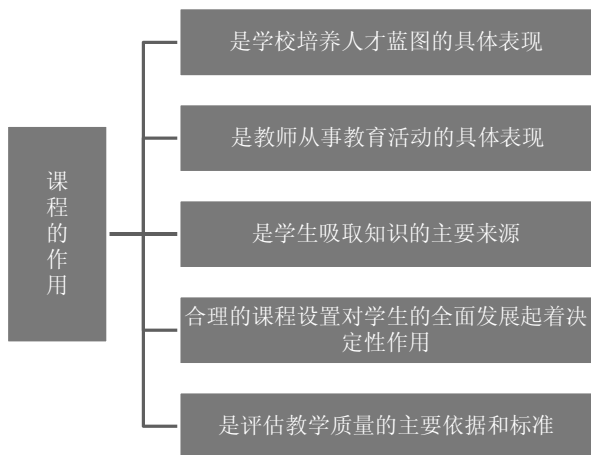 课程的作用
是学校培养人才蓝图的具体表现
是教师从事教育活动的具体表现
是学生吸取知识的主要来源
合理的课程设置对学生的全面发展起着决
定性作用
是评估教学质量的主要依据和标准